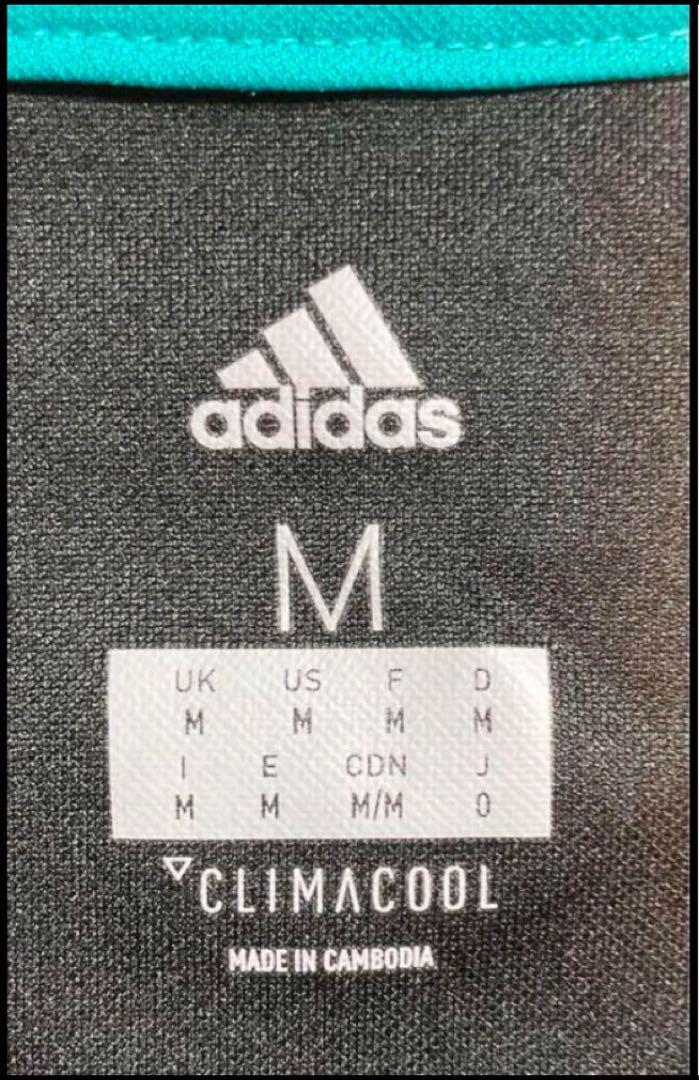 adidas
M
UK US F D
M M M M
I E CDN J
M M M/M O
CLIMACOOL
MADE IN CAMBODIA